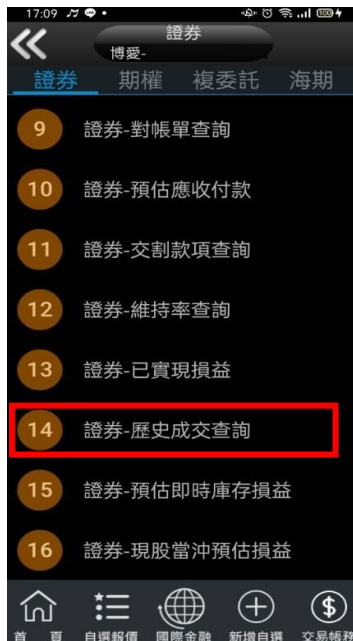 17:09
100
證券
博愛-
證券 期權 複委託 海期
9 證券-對帳單查詢
10 證券-預估應收付款
11 證券-交割款項查詢
12 證券-維持率查詢
13 證券-已實現損益
14 證券-歷史成交查詢
15 證券-預估即時庫存損益
16 證券-現股當沖預估損益
首 頁 自選報價 國際金融 新增自選 交易帳務